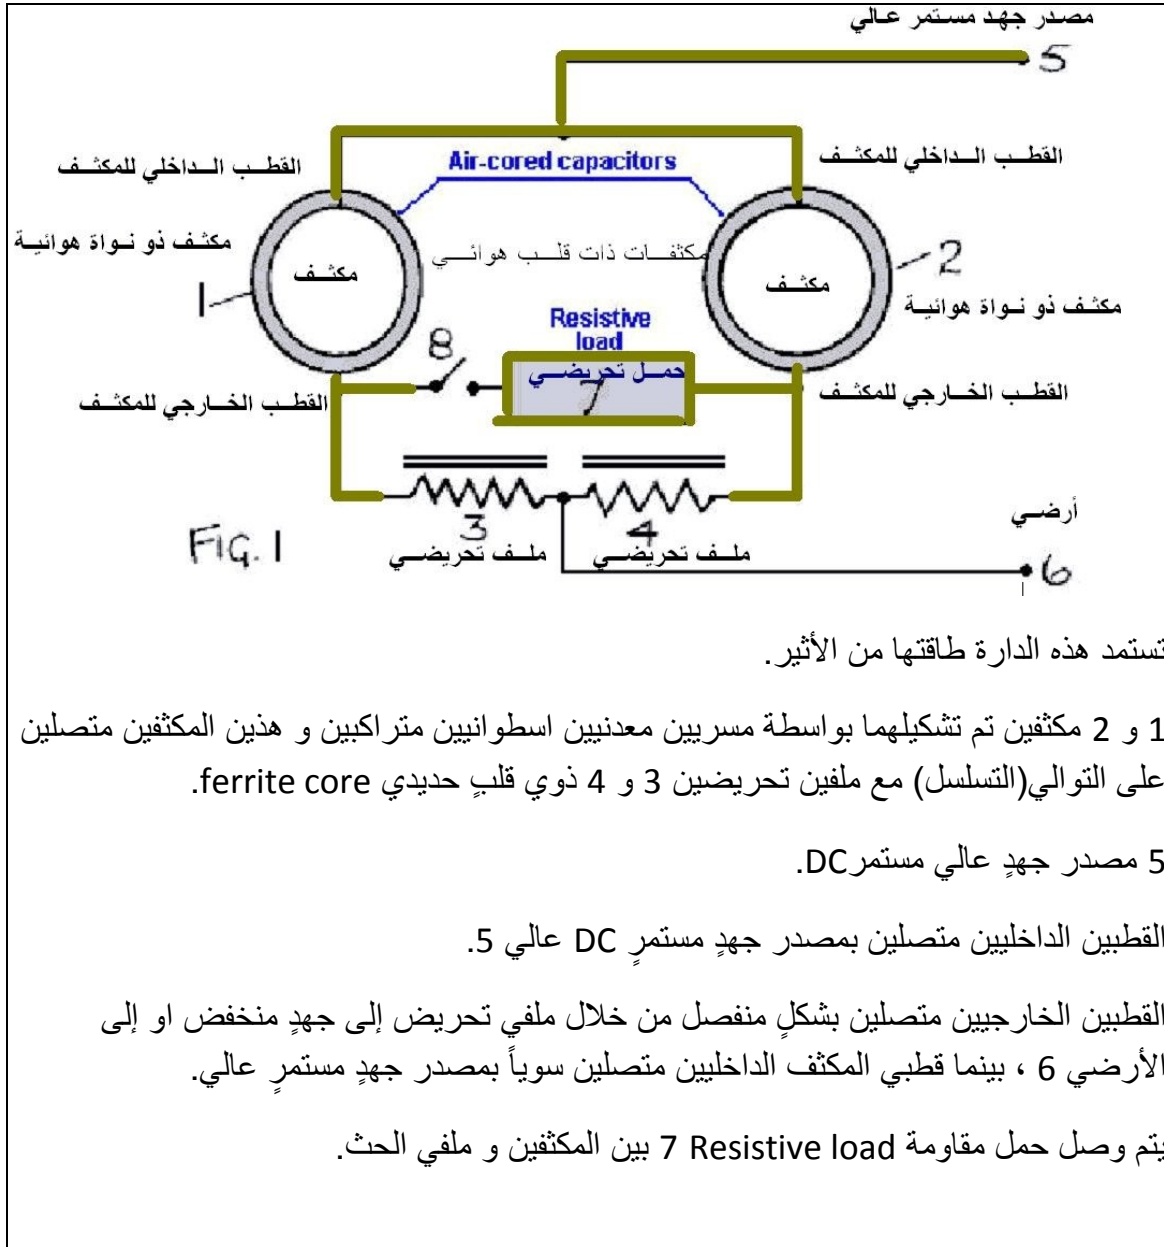 مصدر جهد مستمر عالي
5
القطب الداخلي للمكثف
Air-cored capacitors
القطب الداخلي للمكثف
مكثف ذو نواة هوائية
مكثفات ذات قلب هوائي
2
مكثف
مكثف
1
مكثف ذو نواة هوائية
Resistive
load
8
حمل تحريضي
7
القطب الخارجي للمكثف
القطب الخارجي للمكثف
3
4
أرضي
FIG. 1
ملف تحريضي
ملف تحريضي
6
تستمد هذه الدارة طاقتها من الأثير.
1 و 2 مكثفين تم تشكيلهما بواسطة مسريين معدنيين اسطوانيين متراكبين و هذين المكثفين متصلين
على التوالي(التسلسل) مع ملفين تحريضين 3 و 4 ذوي قلبٍ حديدي ferrite core.
5 مصدر جهدٍ عالي مستمرDC.
القطبين الداخليين متصلين بمصدر جهدٍ مستمرٍ DC عالي 5.
القطبين الخارجيين متصلين بشكلٍ منفصل من خلال ملفي تحريض إلى جهدٍ منخفض او إلى
الأرضي 6 ، بينما قطبي المكثف الداخليين متصلين سوياً بمصدر جهدٍ مستمرٍ عالي.
يتم وصل حمل مقاومة Resistive load 7 بين المكثفين و ملفي الحث.